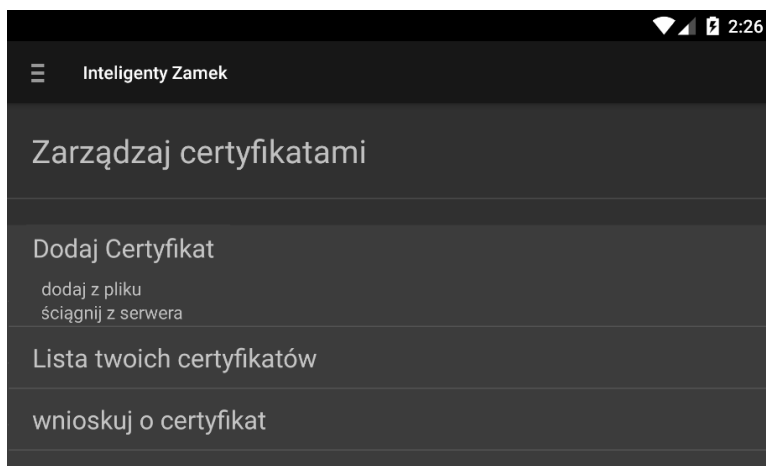 2:26
Inteligenty Zamek
Zarządzaj certyfikatami
Dodaj Certyfikat
dodaj z pliku
ściągnij z serwera
Lista twoich certyfikatów
wnioskuj o certyfikat